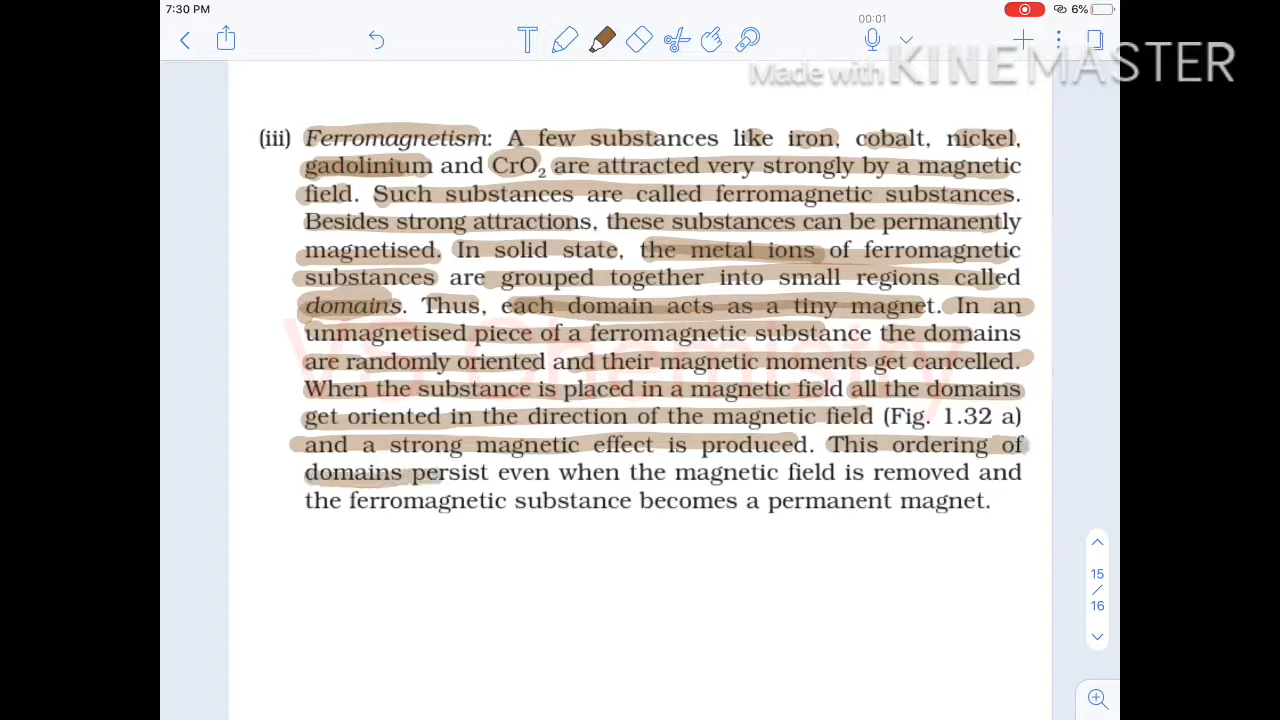 7:30 PM
6%
00:01
T
Made with KINEMASTER
(iii) Ferromagnetism: A few substances like iron, cobalt, nickel,
gadolinium and CrO₂ are attracted very strongly by a magnetic
field. Such substances are called ferromagnetic substances.
Besides strong attractions, these substances can be permanently
magnetised. In solid state, the metal ions of ferromagnetic
substances are grouped together into small regions called
domains. Thus, each domain acts as a tiny magnet. In an
unmagnetised piece of a ferromagnetic substance the domains
are randomly oriented and their magnetic moments get cancelled.
When the substance is placed in a magnetic field all the domains
get oriented in the direction of the magnetic field (Fig. 1.32 a)
and a strong magnetic effect is produced. This ordering of
domains persist even when the magnetic field is removed and
the ferromagnetic substance becomes a permanent magnet.
VS Chemistry
15
/
16